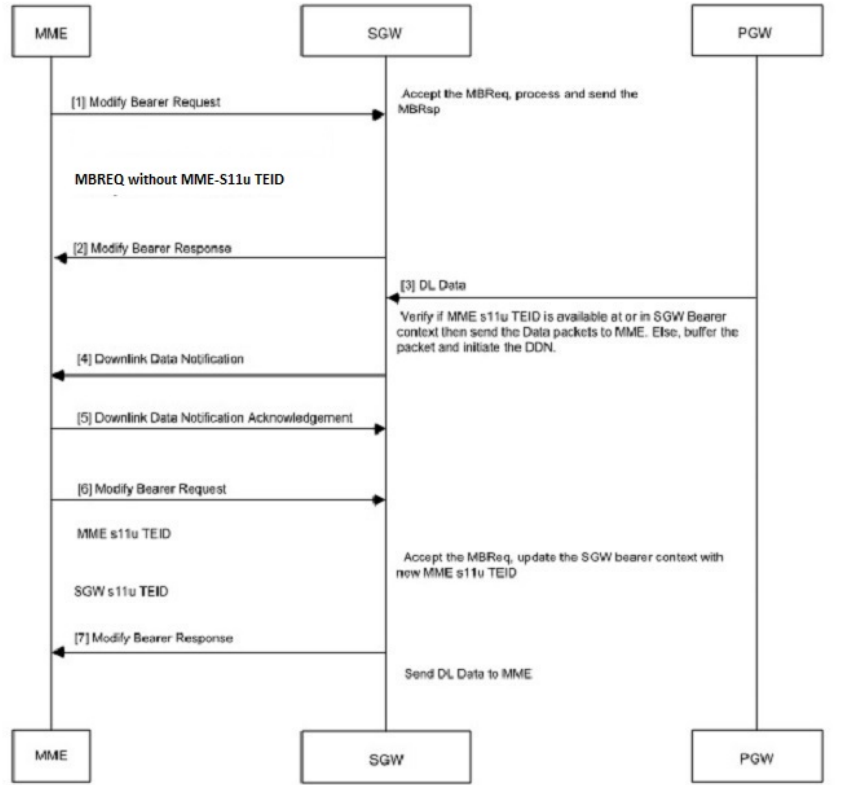 MME
SGW
PGW
[1] Modify Bearer Request
Accept the MBReq, process and send the
MBRsp
MBREQ without MME-S11u TEID
[2] Modify Bearer Response
[3] DL Data
Verify if MME s11u TEID is available at or in SGW Bearer
context then send the Data packets to MME. Else, buffer the
packet and initiate the DDN.
[4] Downlink Data Notification
[5] Downlink Data Notification Acknowledgement
[6] Modify Bearer Request
MME s11u TEID
Accept the MBReq, update the SGW bearer context with
new MME s11u TEID
SGW s11u TEID
[7] Modify Bearer Response
Send DL Data to MME
MME
SGW
PGW